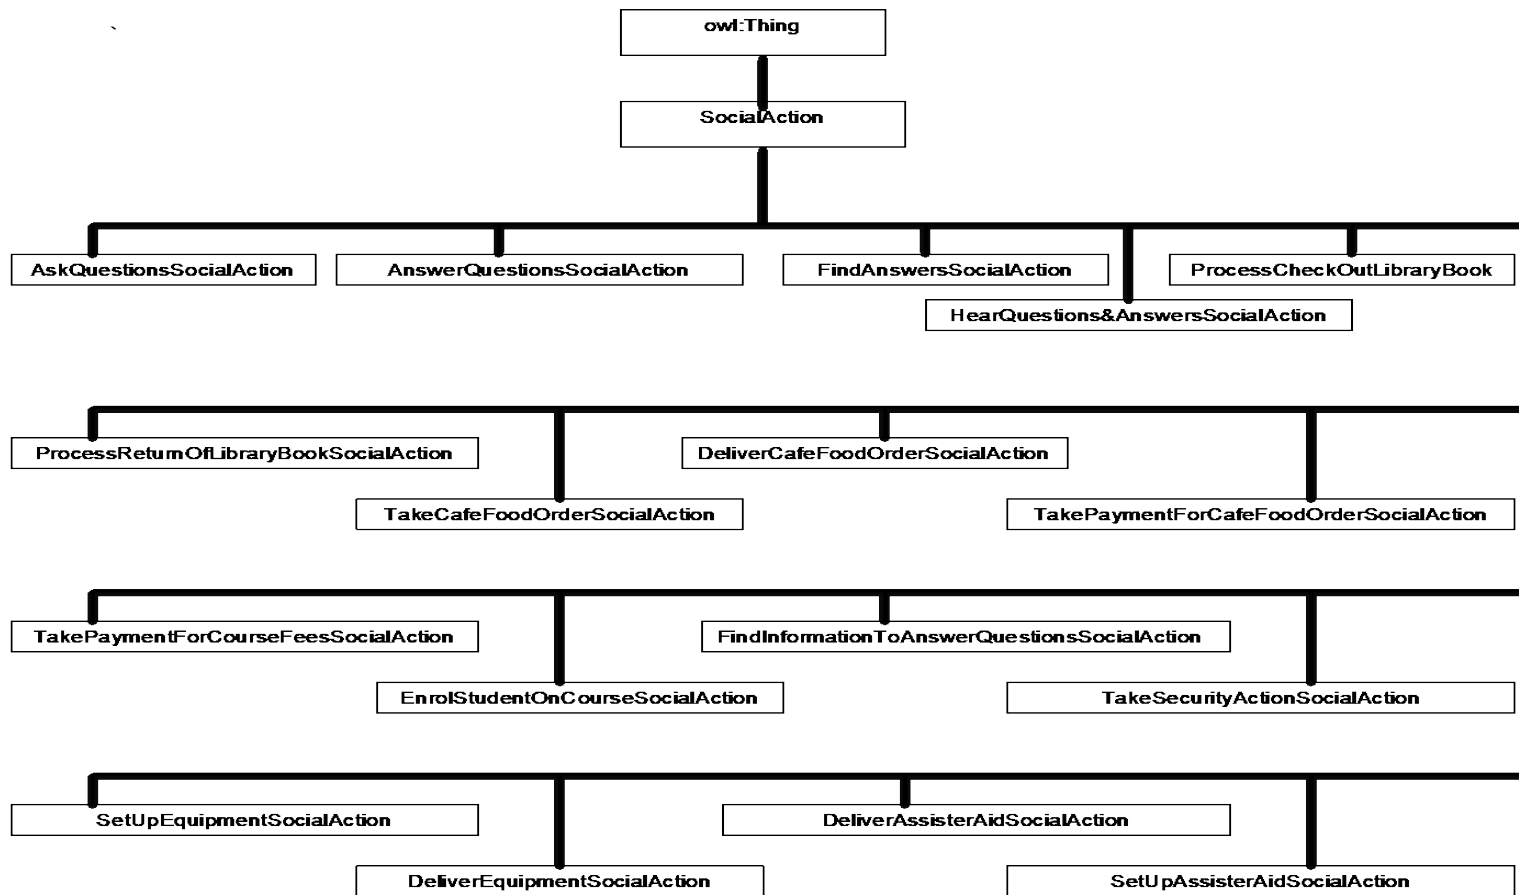 owl:Thing
SocialAction
AskQuestionsSocialAction
AnswerQuestionsSocialAction
FindAnswersSocialAction
ProcessCheckOutLibraryBook
HearQuestions&AnswersSocialAction
ProcessReturnOfLibraryBookSocialAction
DeliverCafeFoodOrderSocialAction
TakeCafeFoodOrderSocialAction
TakePaymentForCafeFoodOrderSocialAction
TakePaymentForCourseFeesSocialAction
FindInformationToAnswerQuestionsSocialAction
EnrolStudentOnCourseSocialAction
TakeSecurityActionSocialAction
SetUpEquipmentSocialAction
DeliverAssisterAidSocialAction
DeliverEquipmentSocialAction
SetUpAssisterAidSocialAction